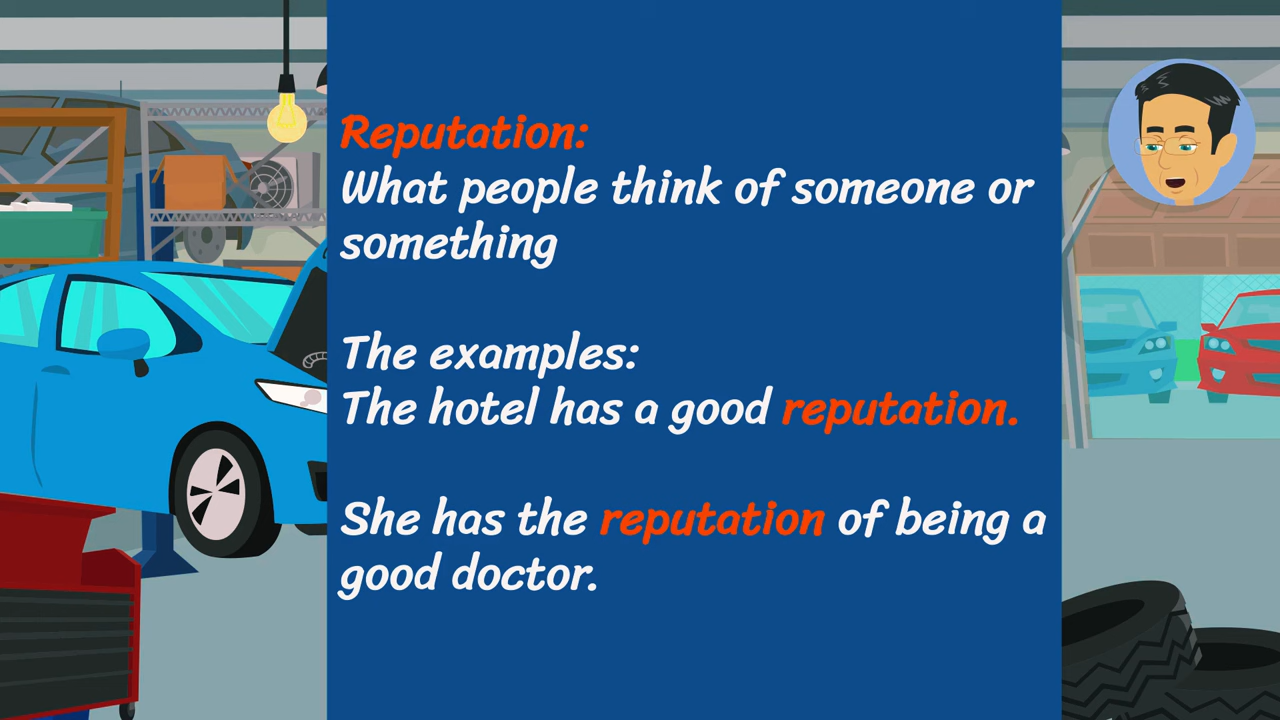 Reputation:
What people think of someone or
something
The examples:
The hotel has a good reputation.
She has the reputation of being a
good doctor.